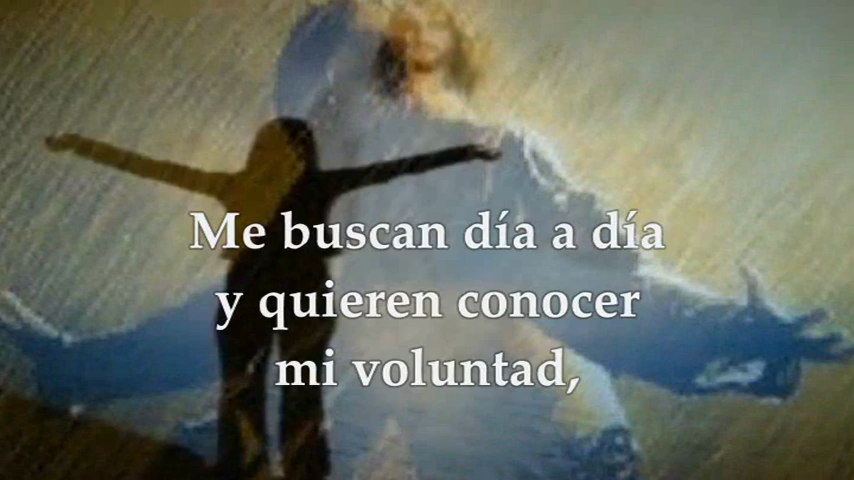 Me buscan día a día
y quieren conocer
mi voluntad,